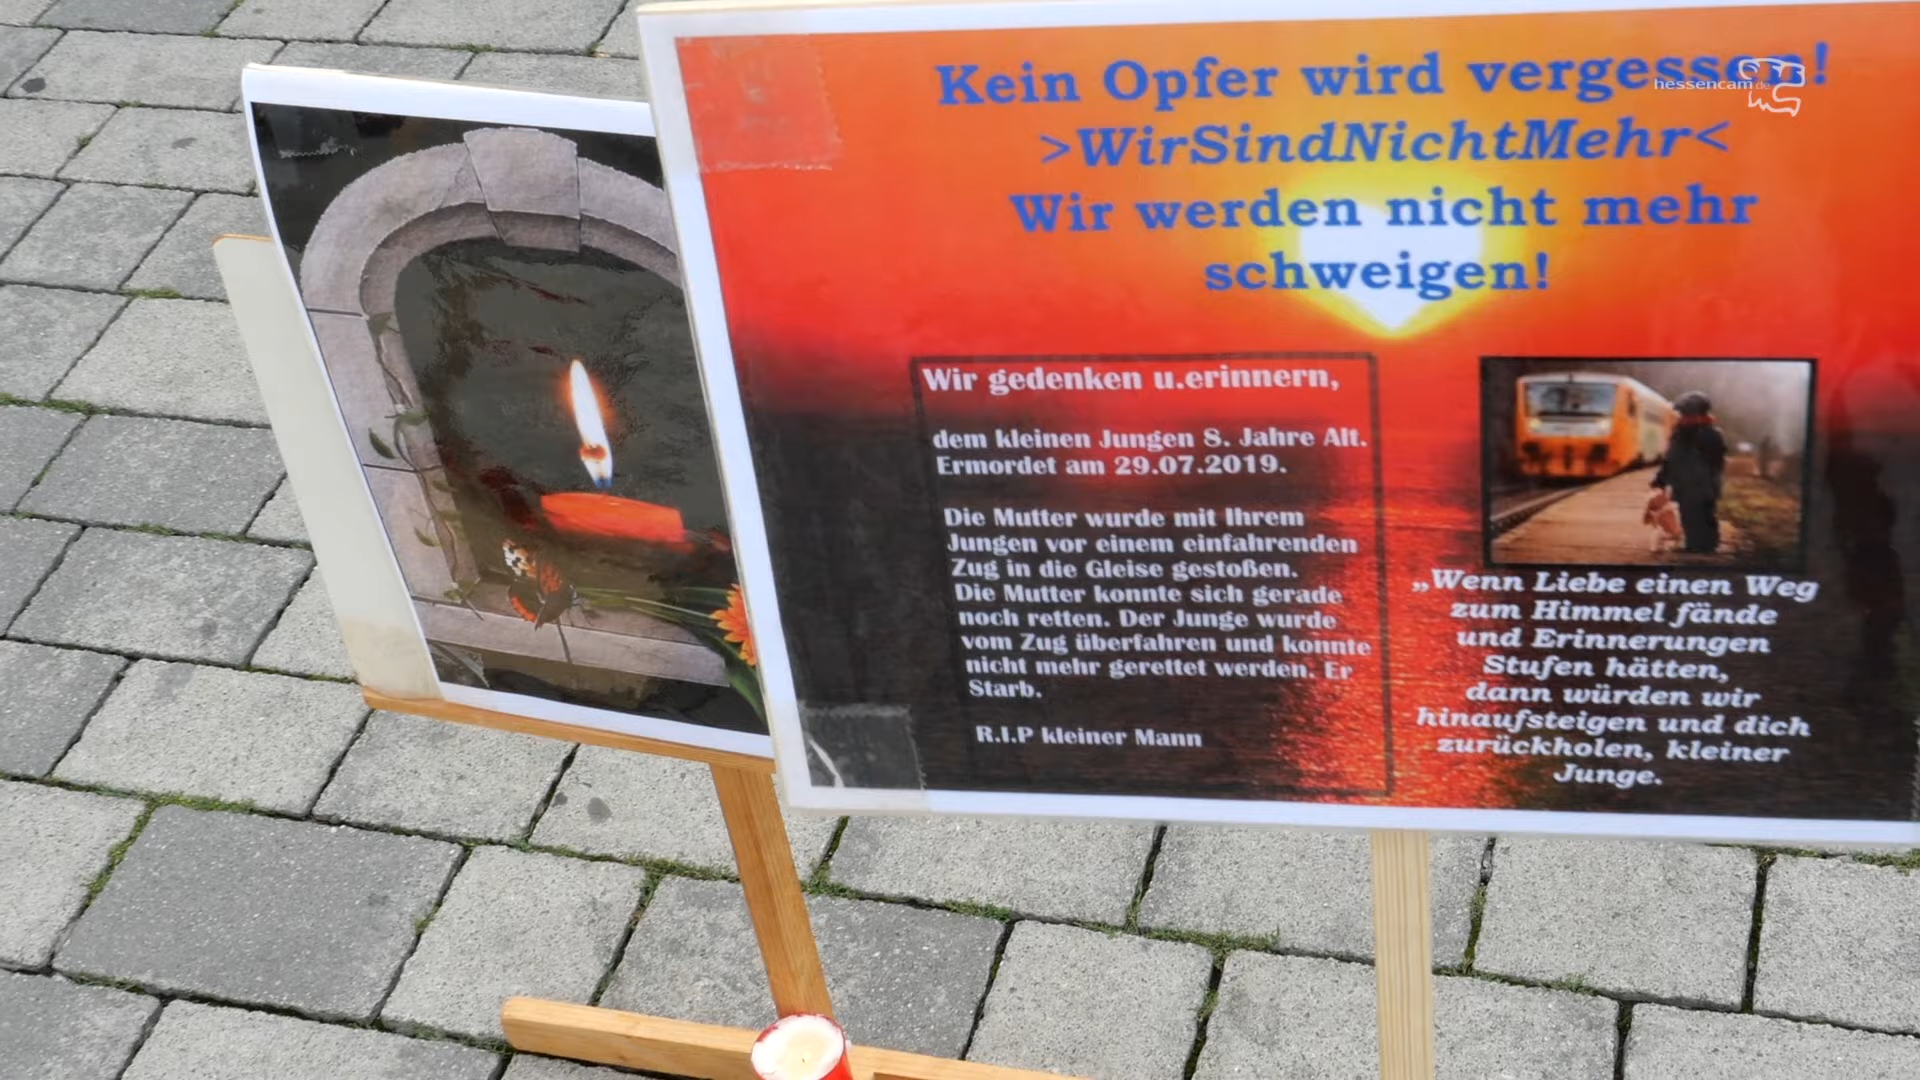 Kein Opfer wird vergessen!
>WirSindNichtMehr<
Wir werden nicht mehr
schweigen!
hessencam.de
Wir gedenken u.erinnern,
dem kleinen Jungen 8. Jahre Alt.
Ermordet am 29.07.2019.
Die Mutter wurde mit Ihrem
Jungen vor einem einfahrenden
Zug in die Gleise gestoßen.
Die Mutter konnte sich gerade
noch retten. Der Junge wurde
vom Zug überfahren und konnte
nicht mehr gerettet werden. Er
Starb.
R.I.P kleiner Mann
„Wenn Liebe einen Weg
zum Himmel fände
und Erinnerungen
Stufen hätten,
dann würden wir
hinaufsteigen und dich
zurückholen, kleiner
Junge.